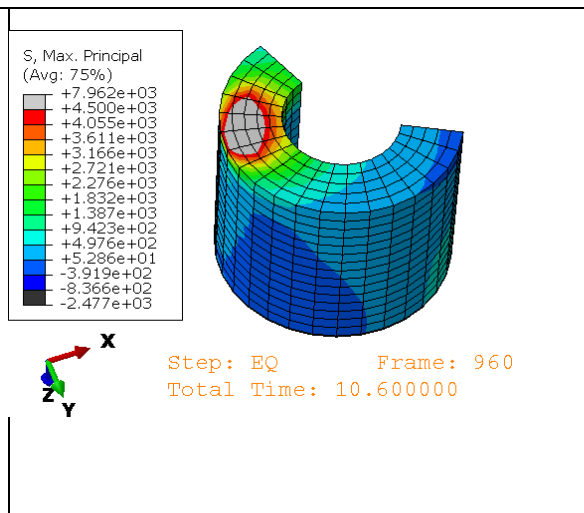 S, Max. Principal
(Avg: 75%)
+7.962e+03
+4.500e+03
+4.055e+03
+3.611e+03
+3.166e+03
+2.721e+03
+2.276e+03
+1.832e+03
+1.387e+03
+9.423e+02
+4.976e+02
+5.286e+01
-3.919e+02
-8.366e+02
-2.477e+03
X
Z
Y
Step: EQ Frame: 960
Total Time: 10.600000